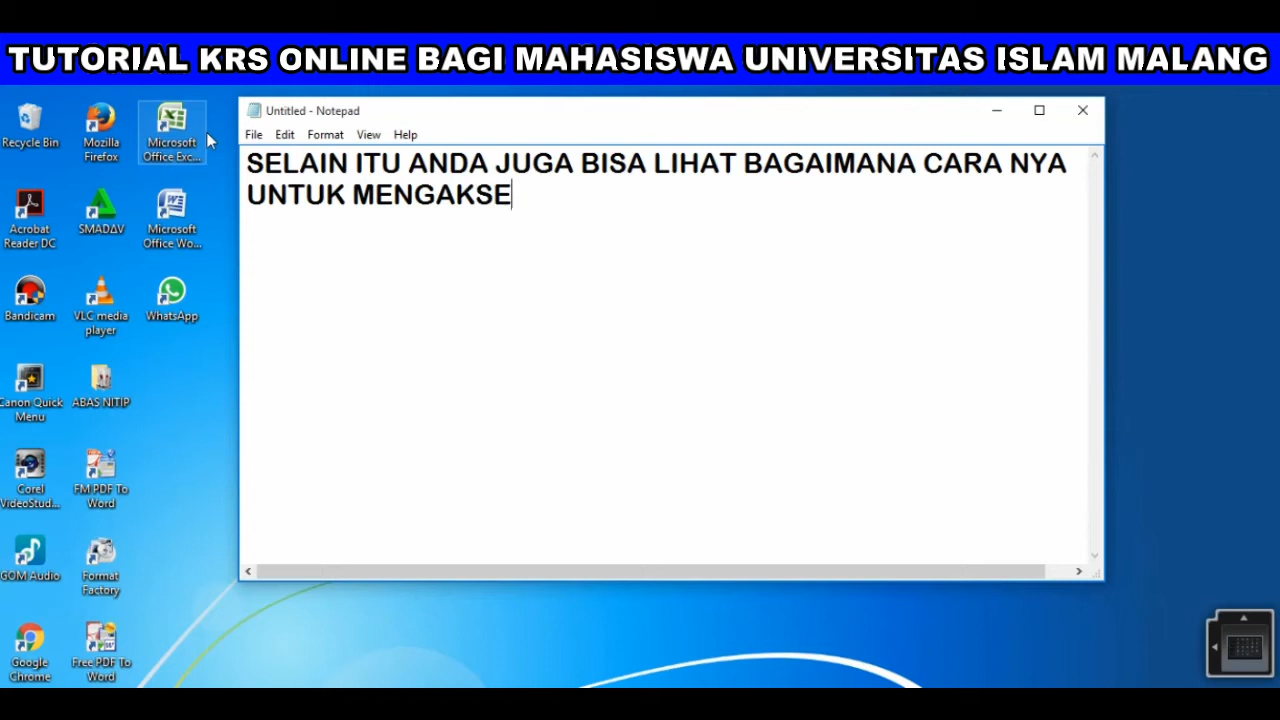 TUTORIAL KRS ONLINE BAGI MAHASISWA UNIVERSITAS ISLAM MALANG
Untitled - Notepad
File Edit Format View Help
SELAIN ITU ANDA JUGA BISA LIHAT BAGAIMANA CARA NYA
UNTUK MENGAKSE
Recycle Bin
Mozilla
Firefox
Microsoft
Office Exc...
Acrobat
Reader DC
SMADΔV
Microsoft
Office Wo...
Bandicam
VLC media
player
WhatsApp
Canon Quick
Menu
ABAS NITIP
Corel
VideoStud...
FM PDF To
Word
GOM Audio
Format
Factory
Google
Chrome
Free PDF To
Word